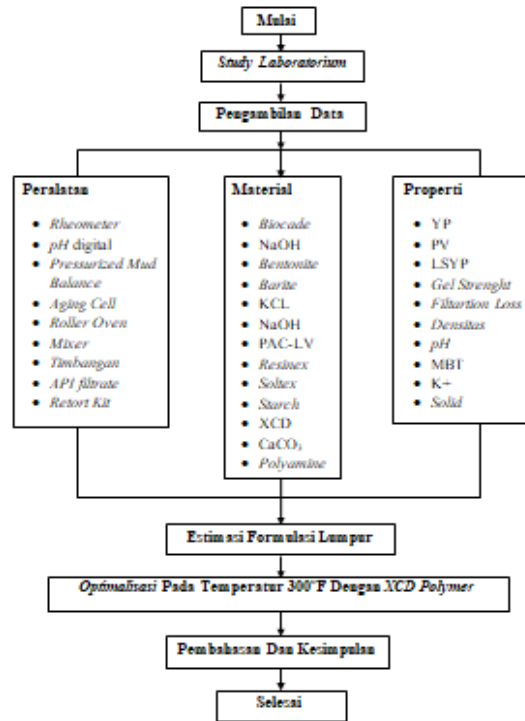 Mulai
Study Laboratorium
Pengambilan Data
Peralatan
• Rheometer
• pH digital
• Pressurized Mud
Balance
• Aging Cell
• Roller Oven
• Mixer
• Timbangan
• API filtrate
• Retort Kit
Material
• Biocade
• NaOH
• Bentonite
• Barite
• KCL
• NaOH
• PAC-LV
• Resinex
• Soltex
• Starch
• XCD
• CaCO₃
• Polyamine
Properti
• YP
• PV
• LSYP
• Gel Strenght
• Filtartion Loss
• Densitas
• pH
• MBT
• K+
• Solid
Estimasi Formulasi Lumpur
Optimalisasi Pada Temperatur 300°F Dengan XCD Polymer
Pembahasan Dan Kesimpulan
Selesai